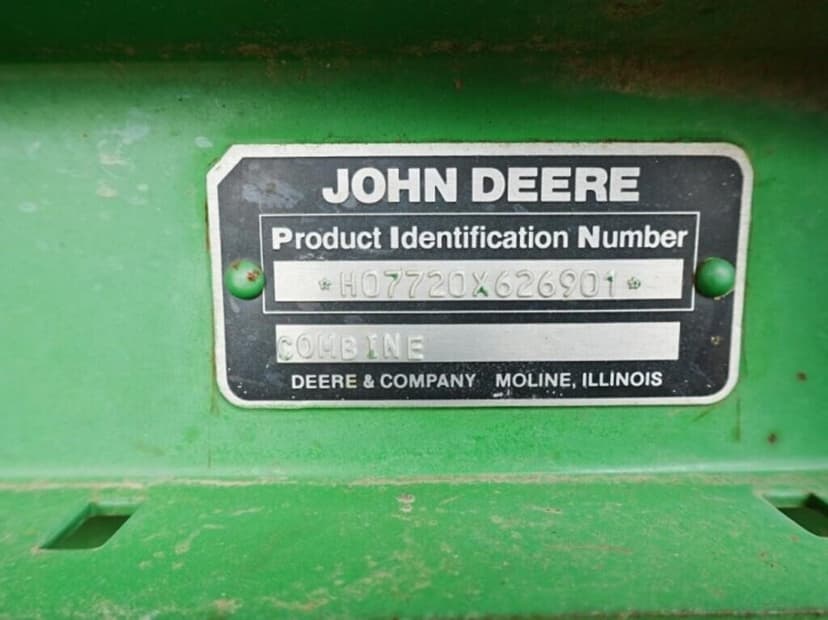 JOHN DEERE
Product Identification Number
*H07720X626901*
COMBINE
DEERE & COMPANY MOLINE, ILLINOIS